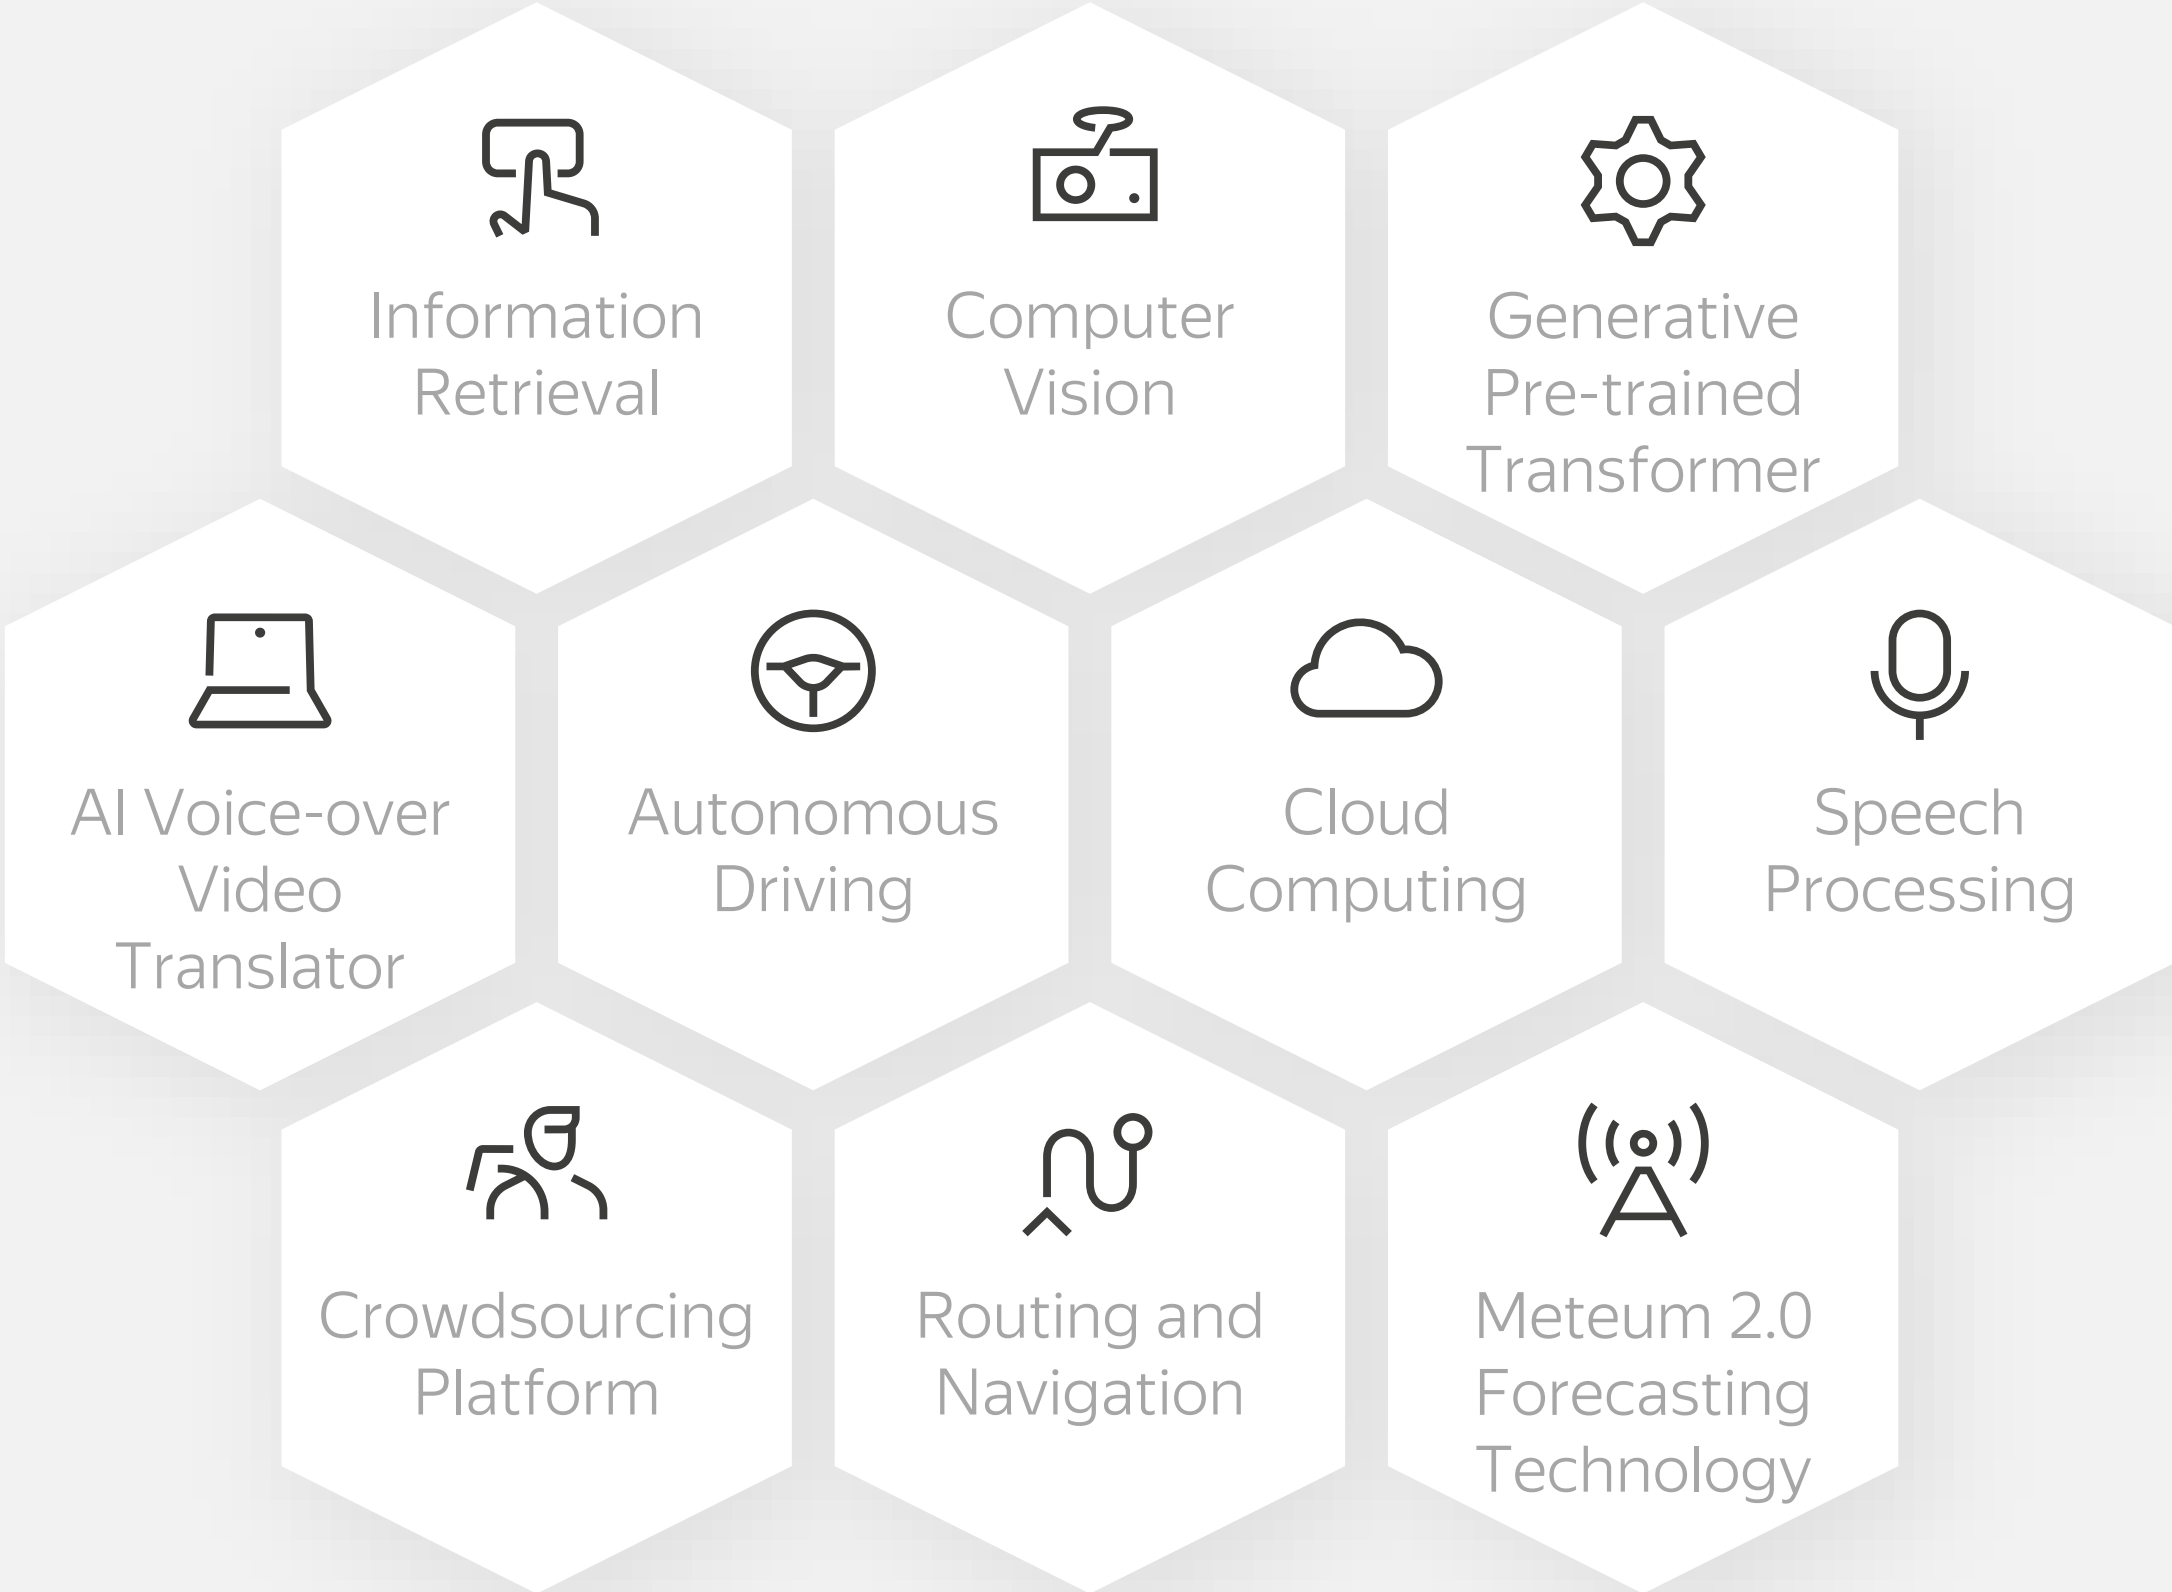 Information
Retrieval
Computer
Vision
Generative
Pre-trained
Transformer
AI Voice-over
Video
Translator
Autonomous
Driving
Cloud
Computing
Speech
Processing
Crowdsourcing
Platform
Routing and
Navigation
Meteum 2.0
Forecasting
Technology